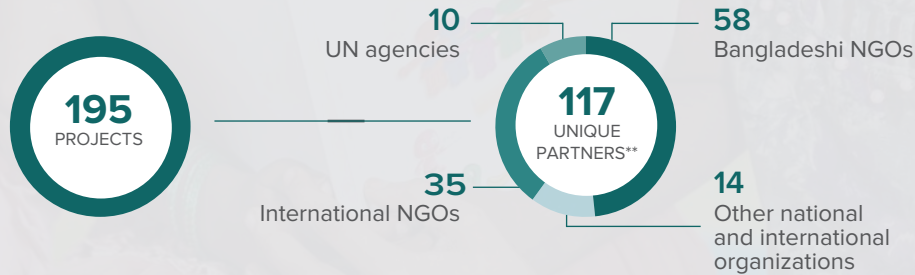 195
PROJECTS
10
UN agencies
58
Bangladeshi NGOs
117
UNIQUE
PARTNERS**
35
International NGOs
14
Other national
and international
organizations